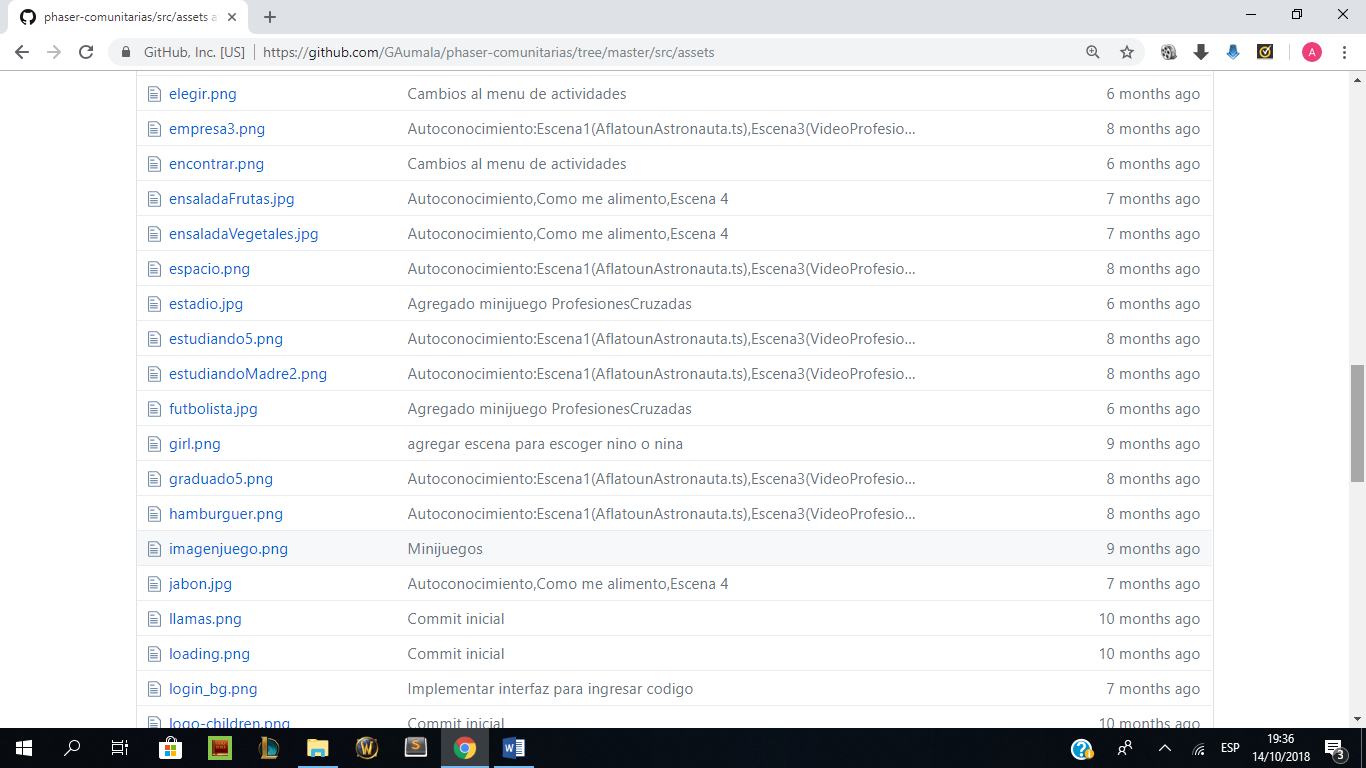 phaser-comunitarias/src/assets a
GitHub, Inc. [US] https://github.com/GAumala/phaser-comunitarias/tree/master/src/assets A
elegir.png Cambios al menu de actividades 6 months ago
empresa3.png Autoconocimiento:Escena1(AflatounAstronauta.ts),Escena3(VideoProfesio... 8 months ago
encontrar.png Cambios al menu de actividades 6 months ago
ensaladaFrutas.jpg Autoconocimiento,Como me alimento,Escena 4 7 months ago
ensaladaVegetales.jpg Autoconocimiento,Como me alimento,Escena 4 7 months ago
espacio.png Autoconocimiento:Escena1(AflatounAstronauta.ts),Escena3(VideoProfesio... 8 months ago
estadio.jpg Agregado minijuego ProfesionesCruzadas 6 months ago
estudiando5.png Autoconocimiento:Escena1(AflatounAstronauta.ts),Escena3(VideoProfesio... 8 months ago
estudiandoMadre2.png Autoconocimiento:Escena1(AflatounAstronauta.ts),Escena3(VideoProfesio... 8 months ago
futbolista.jpg Agregado minijuego ProfesionesCruzadas 6 months ago
girl.png agregar escena para escoger nino o nina 9 months ago
graduado5.png Autoconocimiento:Escena1(AflatounAstronauta.ts),Escena3(VideoProfesio... 8 months ago
hamburguer.png Autoconocimiento:Escena1(AflatounAstronauta.ts),Escena3(VideoProfesio... 8 months ago
imagenjuego.png Minijuegos 9 months ago
jabon.jpg Autoconocimiento,Como me alimento,Escena 4 7 months ago
llamas.png Commit inicial 10 months ago
loading.png Commit inicial 10 months ago
login_bg.png Implementar interfaz para ingresar codigo 7 months ago
logo-children.png Commit inicial 10 months ago
ESP 19:36
14/10/2018 3